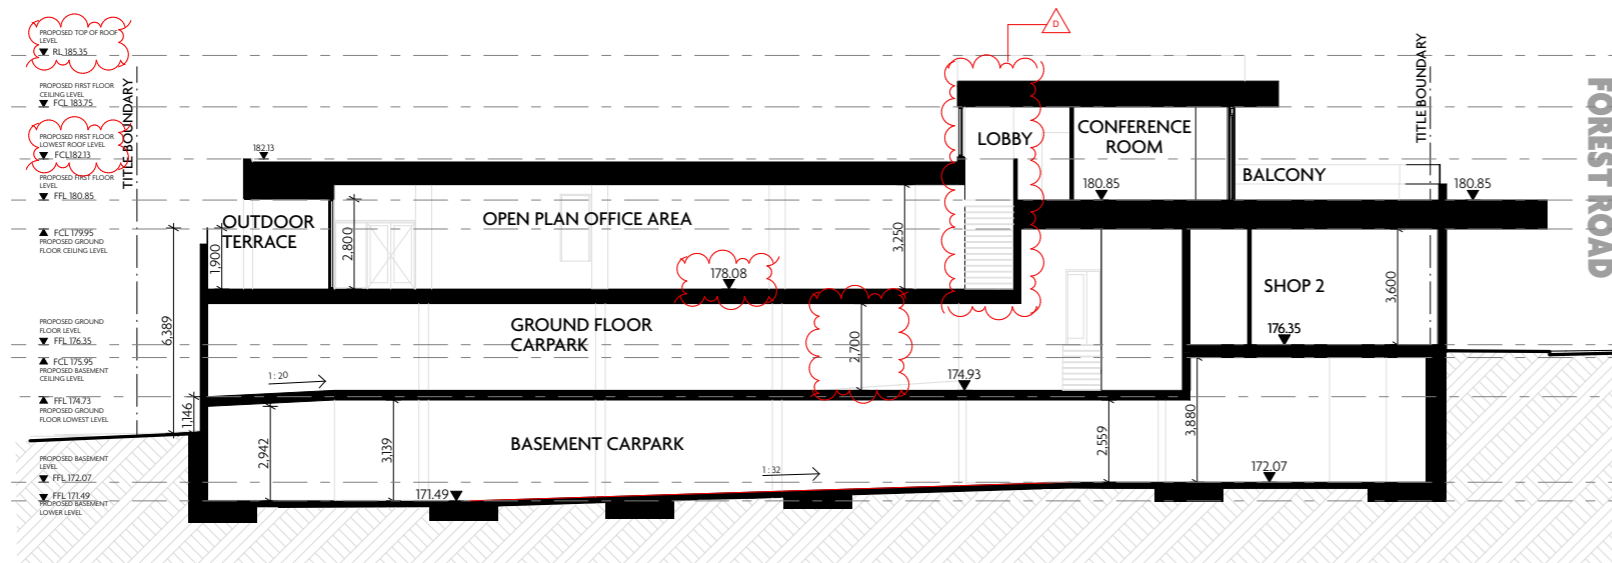 D
PROPOSED TOP OF ROOF
LEVEL
RL 185.35
PROPOSED FIRST FLOOR
CEILING LEVEL
FCL 183.75
PROPOSED FIRST FLOOR
LOWEST ROOF LEVEL
FCL182.13
PROPOSED FIRST FLOOR
LEVEL
FFL 180.85
FCL 179.95
PROPOSED GROUND
FLOOR CEILING LEVEL
PROPOSED GROUND
FLOOR LEVEL
FFL 176.35
FCL 175.95
PROPOSED BASEMENT
CEILING LEVEL
FFL 174.73
PROPOSED GROUND
FLOOR LOWEST LEVEL
PROPOSED BASEMENT
LEVEL
FFL 172.07
FFL 171.49
PROPOSED BASEMENT
LOWER LEVEL
TITLE BOUNDARY
182.13
LOBBY
CONFERENCE
ROOM
180.85
BALCONY
180.85
TITLE BOUNDARY
FOREST ROAD
OUTDOOR
TERRACE
1,900
2,800
OPEN PLAN OFFICE AREA
3,250
178.08
SHOP 2
3,600
176.35
6,389
GROUND FLOOR
CARPARK
2,700
174.93
1 : 20
1,146
2,942
3,139
BASEMENT CARPARK
2,559
3,880
1 : 32
171.49
172.07